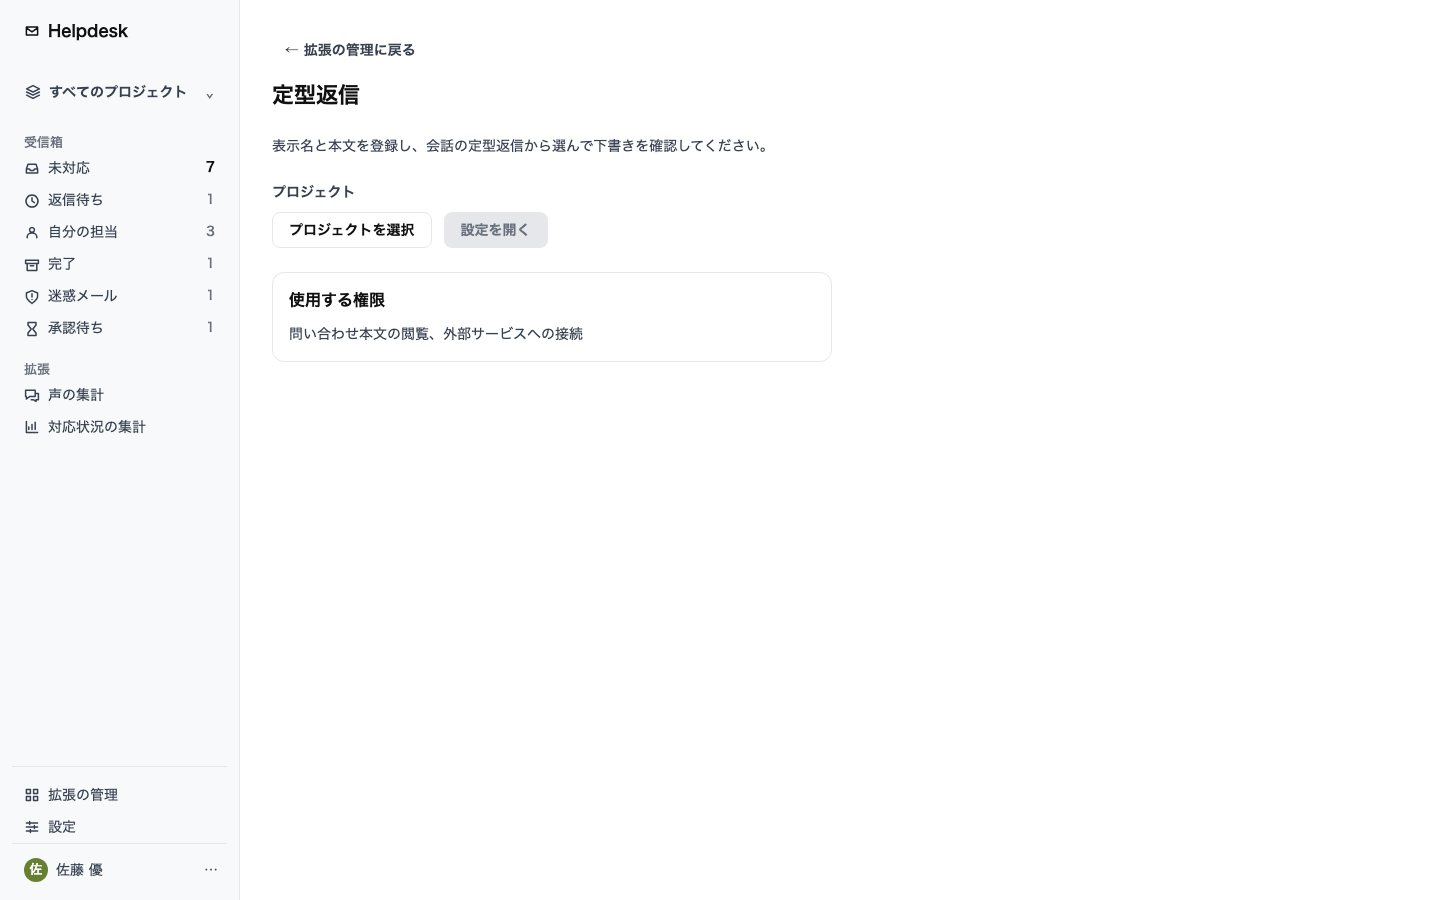 Helpdesk
すべてのプロジェクト
受信箱
未対応 7
返信待ち 1
自分の担当 3
完了 1
迷惑メール 1
承認待ち 1
拡張
声の集計
対応状況の集計
拡張の管理
設定
佐 佐藤 優 …
← 拡張の管理に戻る
定型返信
表示名と本文を登録し、会話の定型返信から選んで下書きを確認してください。
プロジェクト
プロジェクトを選択 設定を開く
使用する権限
問い合わせ本文の閲覧、外部サービスへの接続